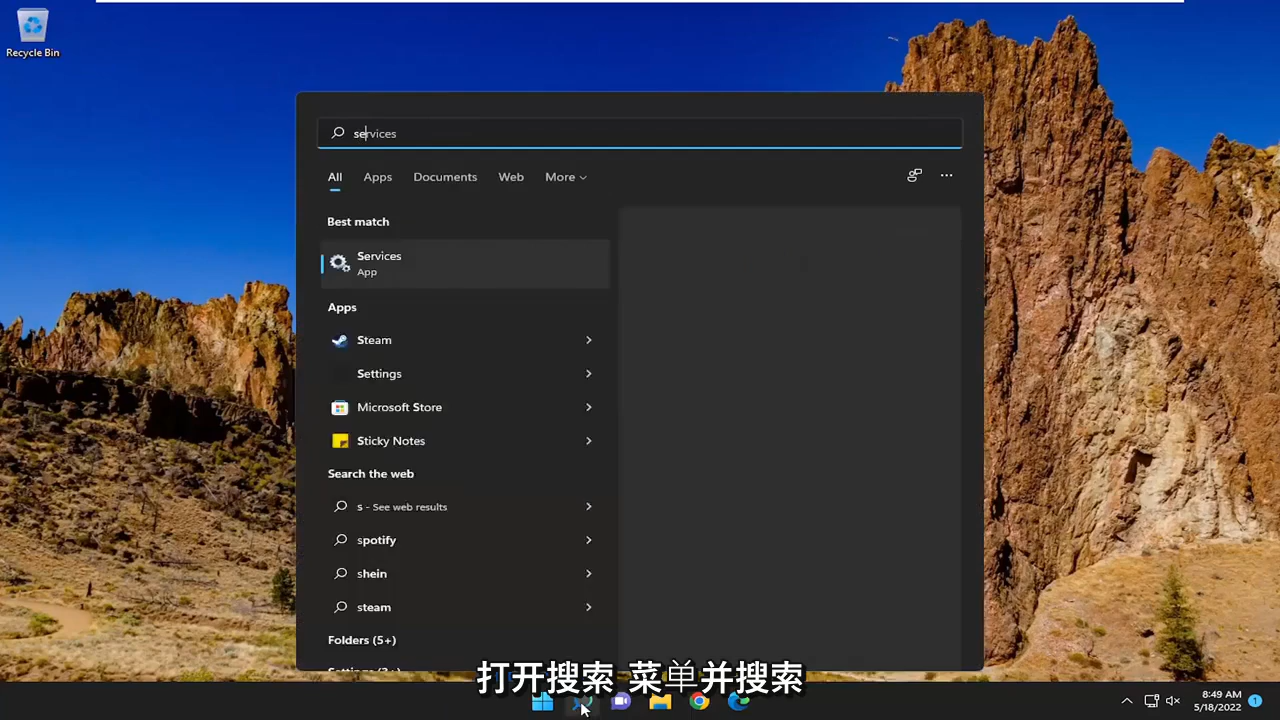 Recycle Bin
services
All Apps Documents Web More
Best match
Services
App
Apps
Steam
Settings
Microsoft Store
Sticky Notes
Search the web
s - See web results
spotify
shein
steam
Folders (5+)
打开搜索 菜单并搜索
8:49 AM
5/18/2022
1